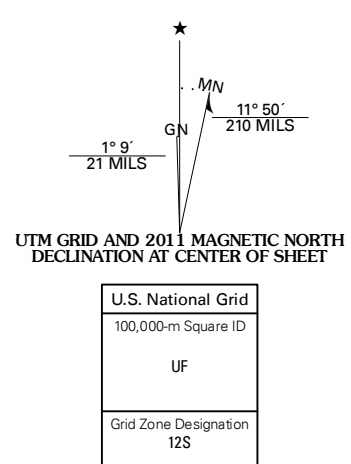 MN
11° 50´
210 MILS
GN
1° 9´
21 MILS
UTM GRID AND 2011 MAGNETIC NORTH
DECLINATION AT CENTER OF SHEET
U.S. National Grid
100,000-m Square ID
UF
Grid Zone Designation
12S